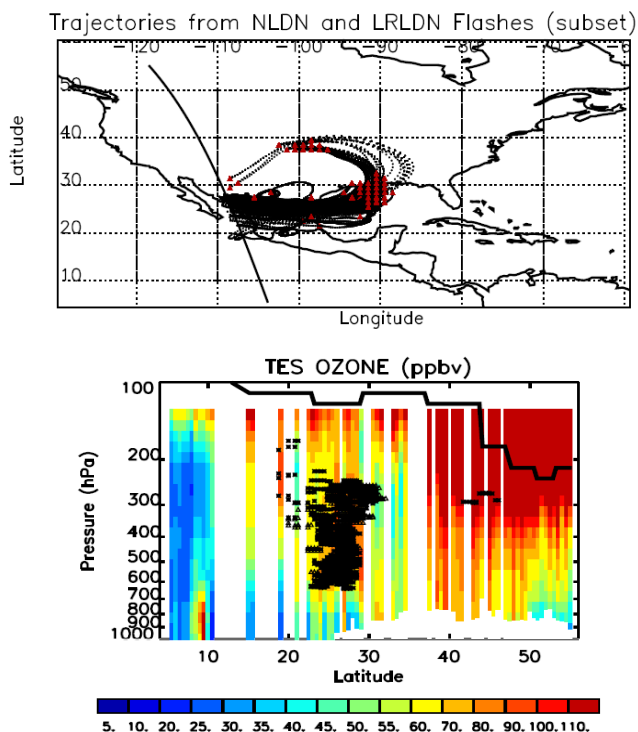 Trajectories from NLDN and LRLDN Flashes (subset)
-120 -100 -90 -80 -70 -6
50
40
30
20
10
Latitude
Longitude
TES OZONE (ppbv)
100
200
300
400
500
600
700
800
900
1000
Pressure (hPa)
10 20 30 40 50
Latitude
5. 10. 20. 25. 30. 35. 40. 45. 50. 55. 60. 70. 80. 90. 100. 110.